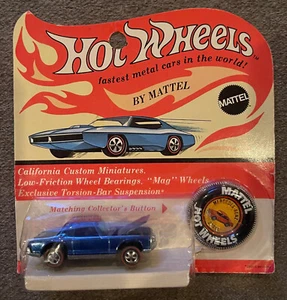 HOT WHEELS
fastest metal cars in the world!
BY MATTEL
MATTEL
California Custom Miniatures,
Low-Friction Wheel Bearings, "Mag" Wheels
Exclusive Torsion-Bar Suspension
Matching Collector's Button
MATTEL
HOT WHEELS